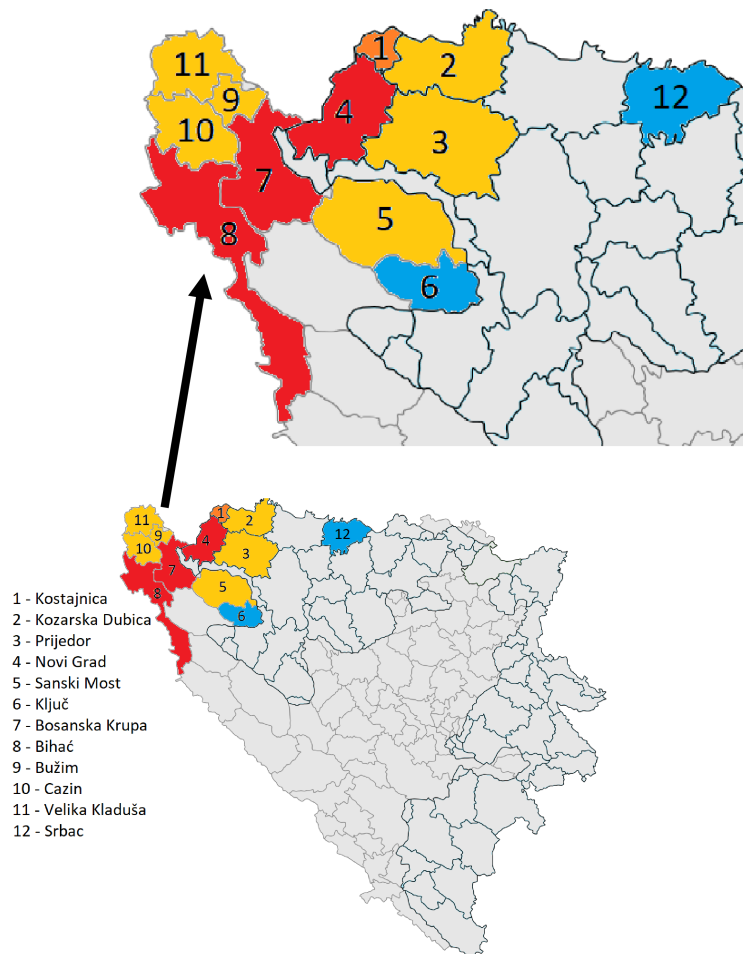 11
1
2
9
12
4
10
3
7
5
8
6
1
11
2
12
9
4
10
3
7
5
8
6
1 - Kostajnica
2 - Kozarska Dubica
3 - Prijedor
4 - Novi Grad
5 - Sanski Most
6 - Ključ
7 - Bosanska Krupa
8 - Bihać
9 - Bužim
10 - Cazin
11 - Velika Kladuša
12 - Srbac